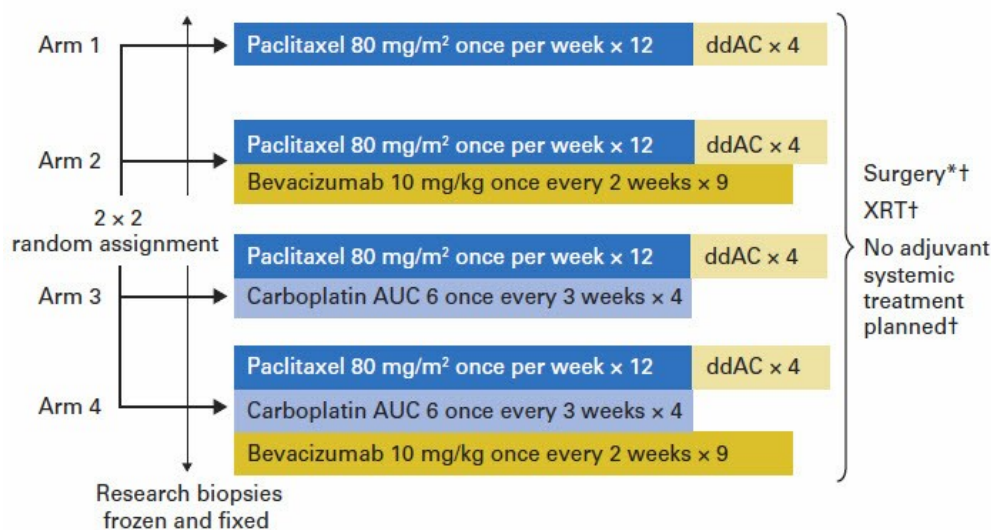 Arm 1
Paclitaxel 80 mg/m² once per week × 12
ddAC × 4
Arm 2
Paclitaxel 80 mg/m² once per week × 12
ddAC × 4
Bevacizumab 10 mg/kg once every 2 weeks × 9
2 × 2
random assignment
Arm 3
Paclitaxel 80 mg/m² once per week × 12
ddAC × 4
Carboplatin AUC 6 once every 3 weeks × 4
Arm 4
Paclitaxel 80 mg/m² once per week × 12
ddAC × 4
Carboplatin AUC 6 once every 3 weeks × 4
Bevacizumab 10 mg/kg once every 2 weeks × 9
Research biopsies
frozen and fixed
Surgery*†
XRT†
No adjuvant
systemic
treatment
planned†